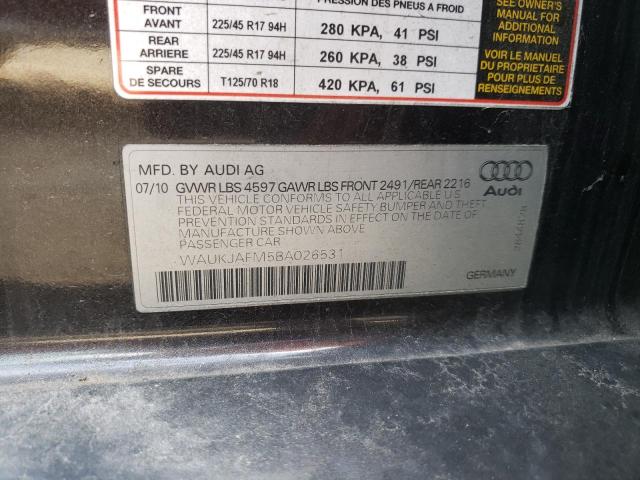 PRESSION DES PNEUS A FROID
FRONT
AVANT
225/45 R17 94H
280 KPA, 41 PSI
REAR
ARRIERE
225/45 R17 94H
260 KPA, 38 PSI
SPARE
DE SECOURS
T125/70 R18
420 KPA, 61 PSI
SEE OWNER'S
MANUAL FOR
ADDITIONAL
INFORMATION
VOIR LE MANUEL
DU PROPRIETAIRE
POUR PLUS DE
RENSEIGNEMENTS
MFD. BY AUDI AG
07/10 GVWR LBS 4597 GAWR LBS FRONT 2491/REAR 2216
THIS VEHICLE CONFORMS TO ALL APPLICABLE U.S.
FEDERAL MOTOR VEHICLE SAFETY BUMPER AND THEFT
PREVENTION STANDARDS IN EFFECT ON THE DATE OF
MANUFACTURE SHOWN ABOVE
PASSENGER CAR
WAUKJAFM5BA026531
Audi
GERMANY